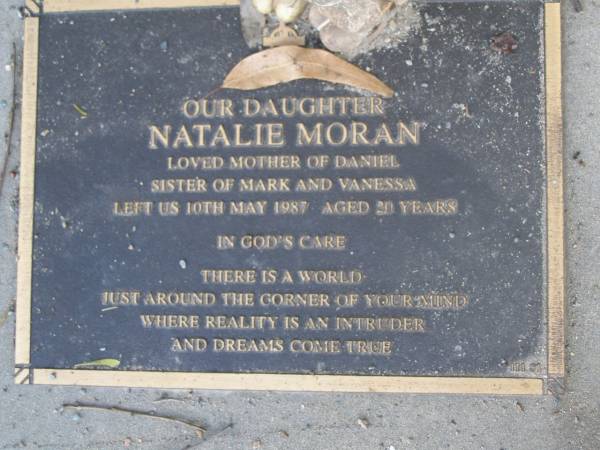 OUR DAUGHTER
NATALIE MORAN
LOVED MOTHER OF DANIEL
SISTER OF MARK AND VANESSA
LEFT US 10TH MAY 1987 AGED 20 YEARS
IN GOD'S CARE
THERE IS A WORLD
JUST AROUND THE CORNER OF YOUR MIND
WHERE REALITY IS AN INTRUDER
AND DREAMS COME TRUE